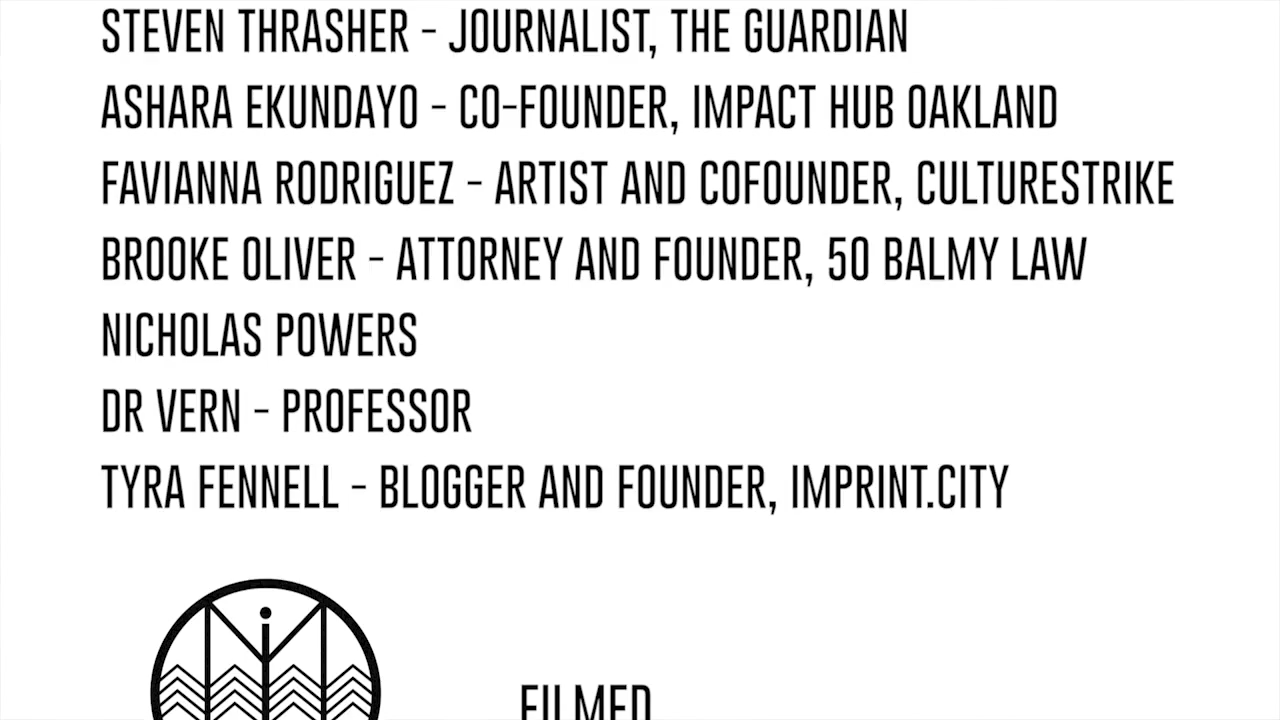 STEVEN THRASHER - JOURNALIST, THE GUARDIAN
ASHARA EKUNDAYO - CO-FOUNDER, IMPACT HUB OAKLAND
FAVIANNA RODRIGUEZ - ARTIST AND COFOUNDER, CULTURESTRIKE
BROOKE OLIVER - ATTORNEY AND FOUNDER, 50 BALMY LAW
NICHOLAS POWERS
DR VERN - PROFESSOR
TYRA FENNELL - BLOGGER AND FOUNDER, IMPRINT.CITY
FILMED